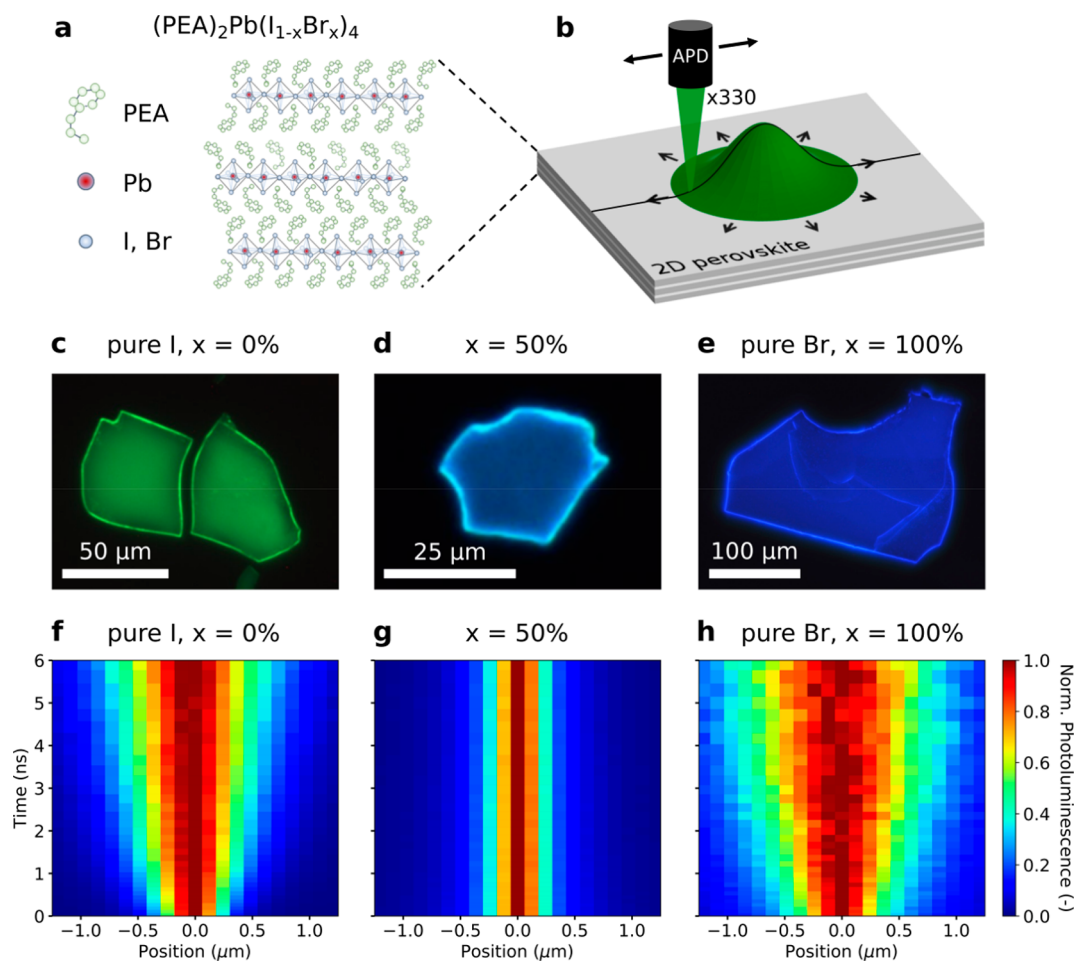 a
(PEA)₂Pb(I₁₋ₓBrₓ)₄
PEA
Pb
I, Br
b
APD
x330
2D perovskite
c pure I, x = 0%
50 μm
d x = 50%
25 μm
e pure Br, x = 100%
100 μm
f pure I, x = 0%
g x = 50%
h pure Br, x = 100%
Time (ns)
6
5
4
3
2
1
0
−1.0 −0.5 0.0 0.5 1.0
Position (μm)
−1.0 −0.5 0.0 0.5 1.0
Position (μm)
−1.0 −0.5 0.0 0.5 1.0
Position (μm)
1.0
0.8
0.6
0.4
0.2
0.0
Norm. Photoluminescence (-)